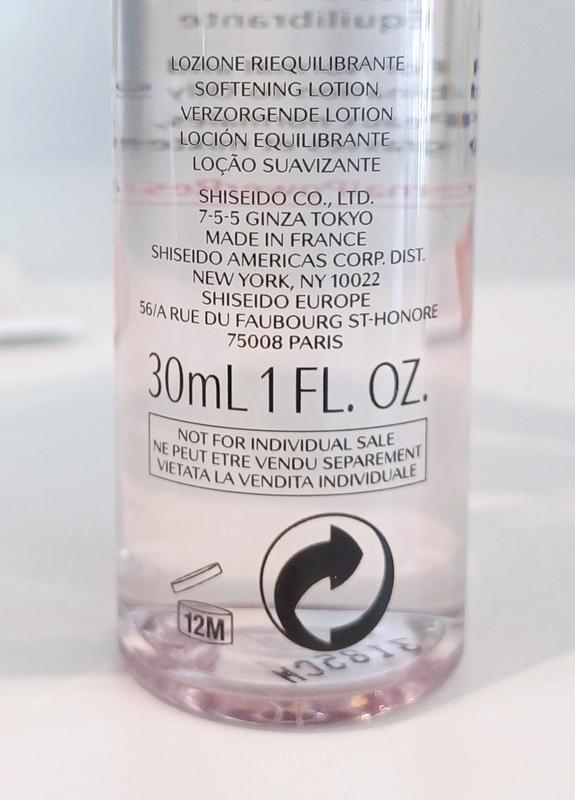 Equilibrante
LOZIONE RIEQUILIBRANTE
SOFTENING LOTION
VERZORGENDE LOTION
LOCIÓN EQUILIBRANTE
LOÇÃO SUAVIZANTE
SHISEIDO CO., LTD.
7-5-5 GINZA TOKYO
MADE IN FRANCE
SHISEIDO AMERICAS CORP. DIST.
NEW YORK, NY 10022
SHISEIDO EUROPE
56/A RUE DU FAUBOURG ST-HONORE
75008 PARIS
30mL 1 FL. OZ.
NOT FOR INDIVIDUAL SALE
NE PEUT ETRE VENDU SEPAREMENT
VIETATA LA VENDITA INDIVIDUALE
12M